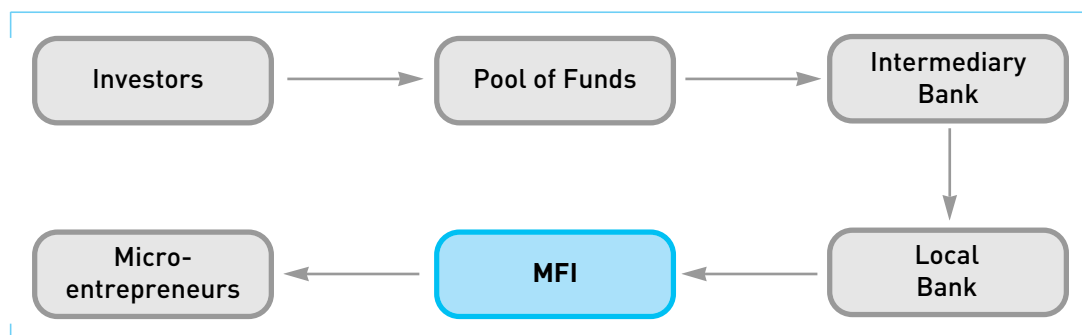 Investors
Pool of Funds
Intermediary
Bank
Local
Bank
MFI
Micro-
entrepreneurs